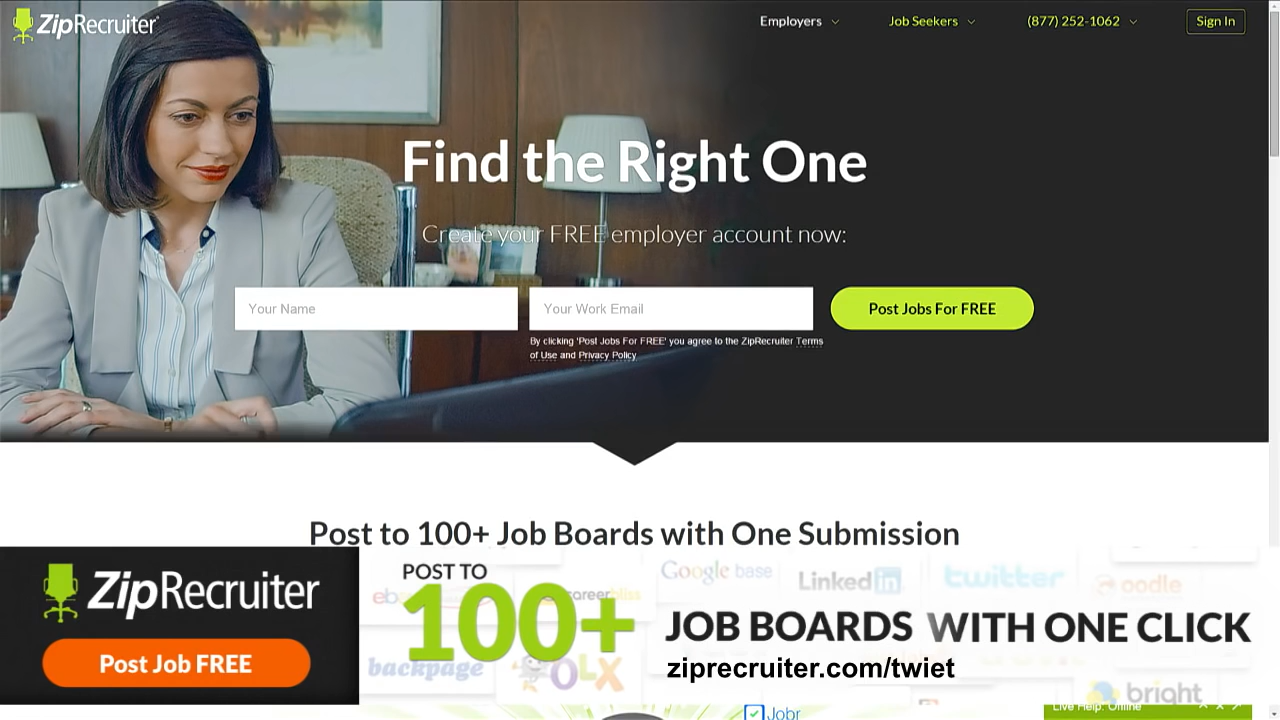 ZipRecruiter
Employers
Job Seekers
(877) 252-1062
Sign In
Find the Right One
Create your FREE employer account now:
Your Name
Your Work Email
Post Jobs For FREE
By clicking 'Post Jobs For FREE' you agree to the ZipRecruiter Terms
of Use and Privacy Policy
Post to 100+ Job Boards with One Submission
ZipRecruiter
Post Job FREE
POST TO
100+
JOB BOARDS WITH ONE CLICK
ziprecruiter.com/twiet
Google base
LinkedIn
twitter
oodle
backpage
OLX
bright
Jobr
Live Help: Online